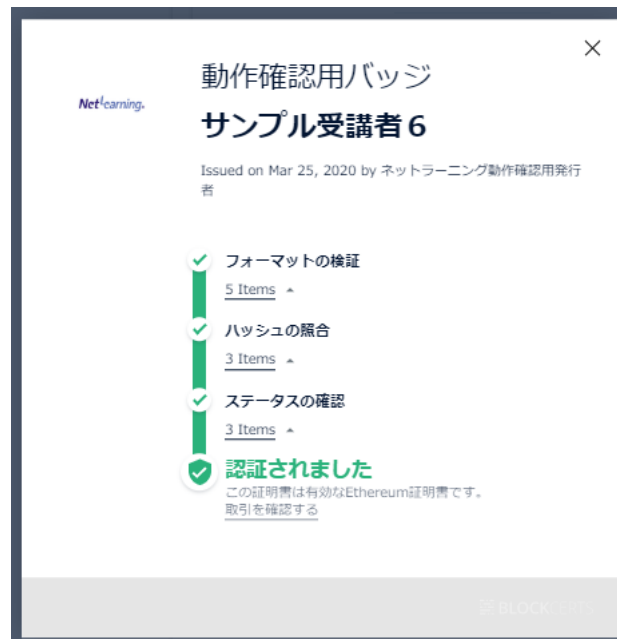 NetLearning.
動作確認用バッジ
サンプル受講者６
Issued on Mar 25, 2020 by ネットラーニング動作確認用発行
者
フォーマットの検証
5 Items
ハッシュの照合
3 Items
ステータスの確認
3 Items
認証されました
この証明書は有効なEthereum証明書です。
取引を確認する
BLOCKCERTS